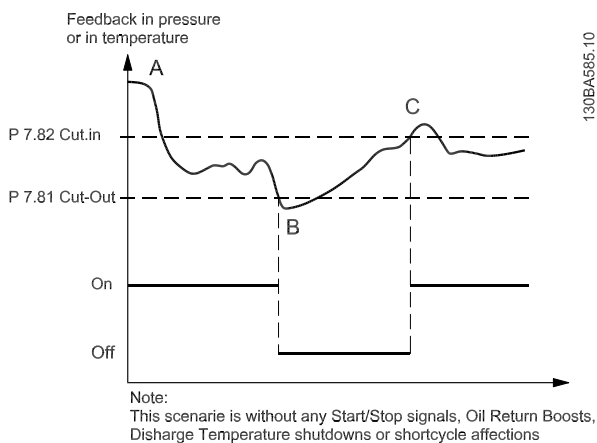 Feedback in pressure
or in temperature
130BA585.10
A
C
P 7.82 Cut.in
P 7.81 Cut-Out
B
On
Off
Note:
This scenarie is without any Start/Stop signals, Oil Return Boosts,
Disharge Temperature shutdowns or shortcycle affections